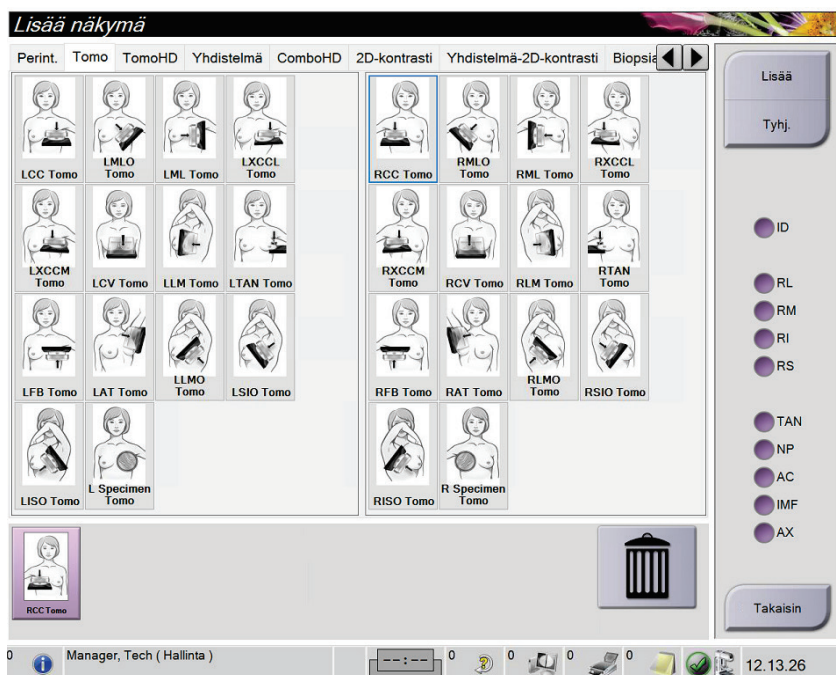 Lisää näkymä
Perint. Tomo TomoHD Yhdistelmä ComboHD 2D-kontrasti Yhdistelmä-2D-kontrasti Biopsia
LCC Tomo
LMLO
Tomo
LML Tomo
LXCCL
Tomo
LXCCM
Tomo
LCV Tomo
LLM Tomo
LTAN Tomo
LFB Tomo
LAT Tomo
LLMO
Tomo
LSIO Tomo
LISO Tomo
L Specimen
Tomo
RCC Tomo
RMLO
Tomo
RML Tomo
RXCCL
Tomo
RXCCM
Tomo
RCV Tomo
RLM Tomo
RTAN
Tomo
RFB Tomo
RAT Tomo
RLMO
Tomo
RSIO Tomo
RISO Tomo
R Specimen
Tomo
Lisää
Tyhj.
ID
RL
RM
RI
RS
TAN
NP
AC
IMF
AX
RCC Tomo
Takaisin
0 Manager, Tech ( Hallinta ) --:-- 0 0 0 0 12.13.26